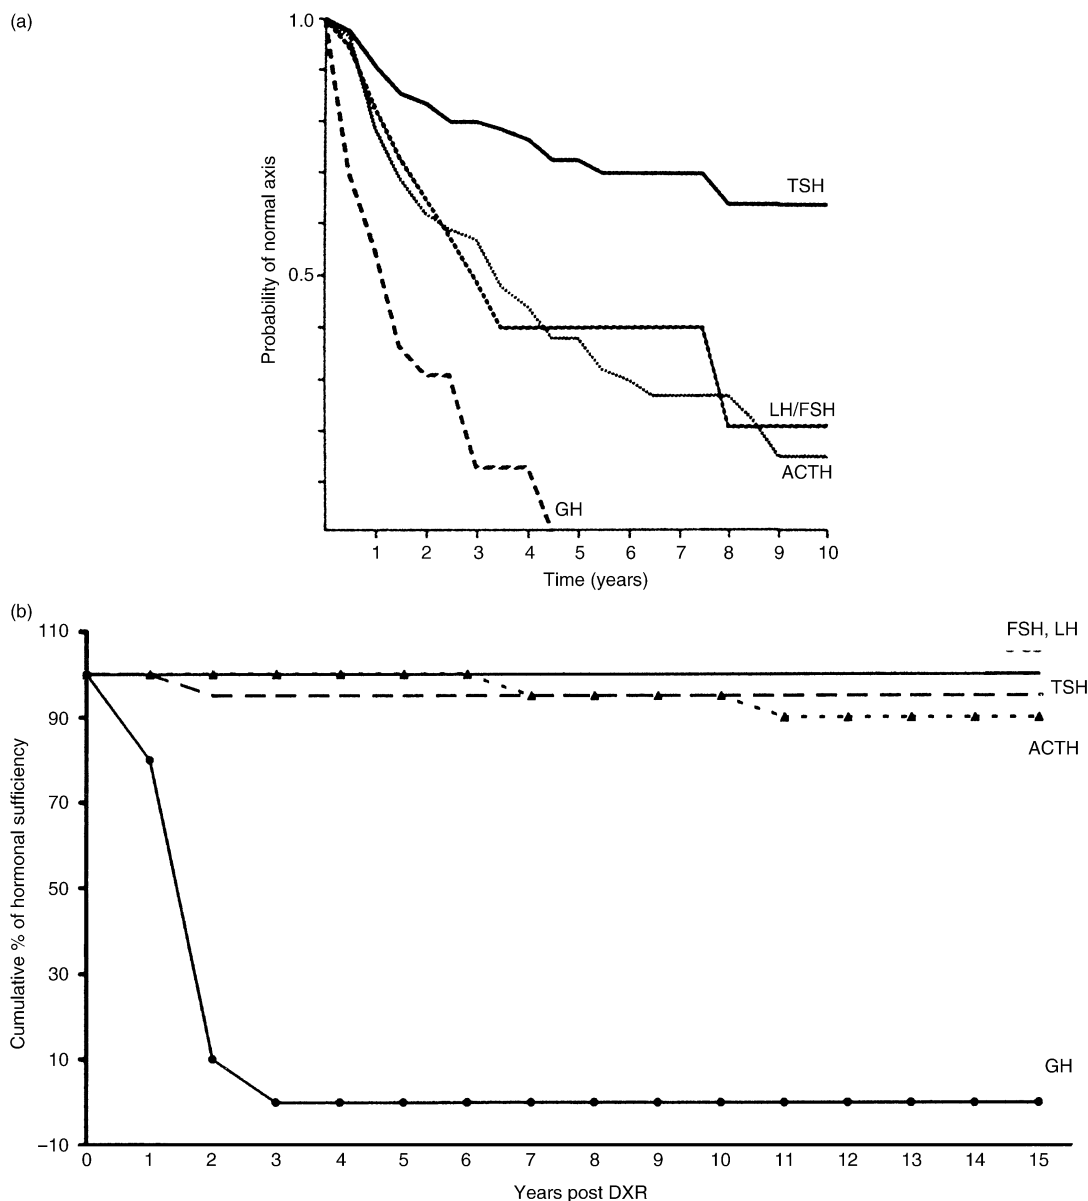 (a)
1.0
0.5
Probability of normal axis
TSH
LH/FSH
ACTH
GH
1 2 3 4 5 6 7 8 9 10
Time (years)
(b)
110
90
70
50
30
10
–10
Cumulative % of hormonal sufficiency
FSH, LH
TSH
ACTH
GH
0 1 2 3 4 5 6 7 8 9 10 11 12 13 14 15
Years post DXR